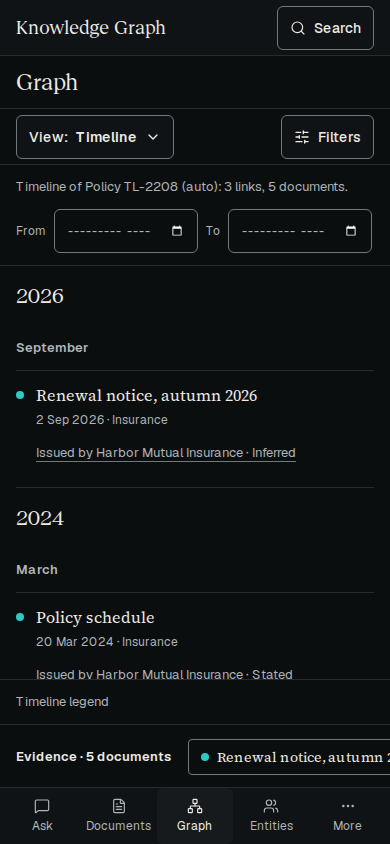 Knowledge Graph
Search
Graph
View: Timeline
Filters
Timeline of Policy TL-2208 (auto): 3 links, 5 documents.
From --------- ---- To --------- ----
2026
September
Renewal notice, autumn 2026
2 Sep 2026 · Insurance
Issued by Harbor Mutual Insurance · Inferred
2024
March
Policy schedule
20 Mar 2024 · Insurance
Issued by Harbor Mutual Insurance · Stated
Timeline legend
Evidence · 5 documents
Renewal notice, autumn 2
Ask
Documents
Graph
Entities
More